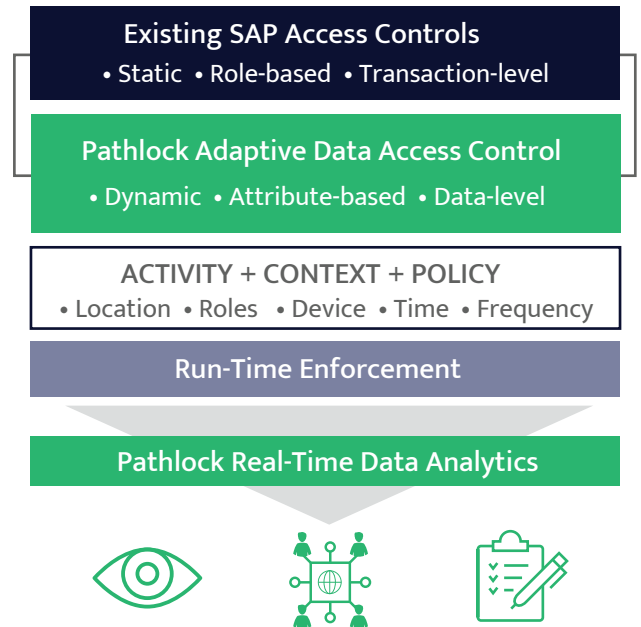 Existing SAP Access Controls
• Static • Role-based • Transaction-level
Pathlock Adaptive Data Access Control
• Dynamic • Attribute-based • Data-level
ACTIVITY + CONTEXT + POLICY
• Location • Roles • Device • Time • Frequency
Run-Time Enforcement
Pathlock Real-Time Data Analytics